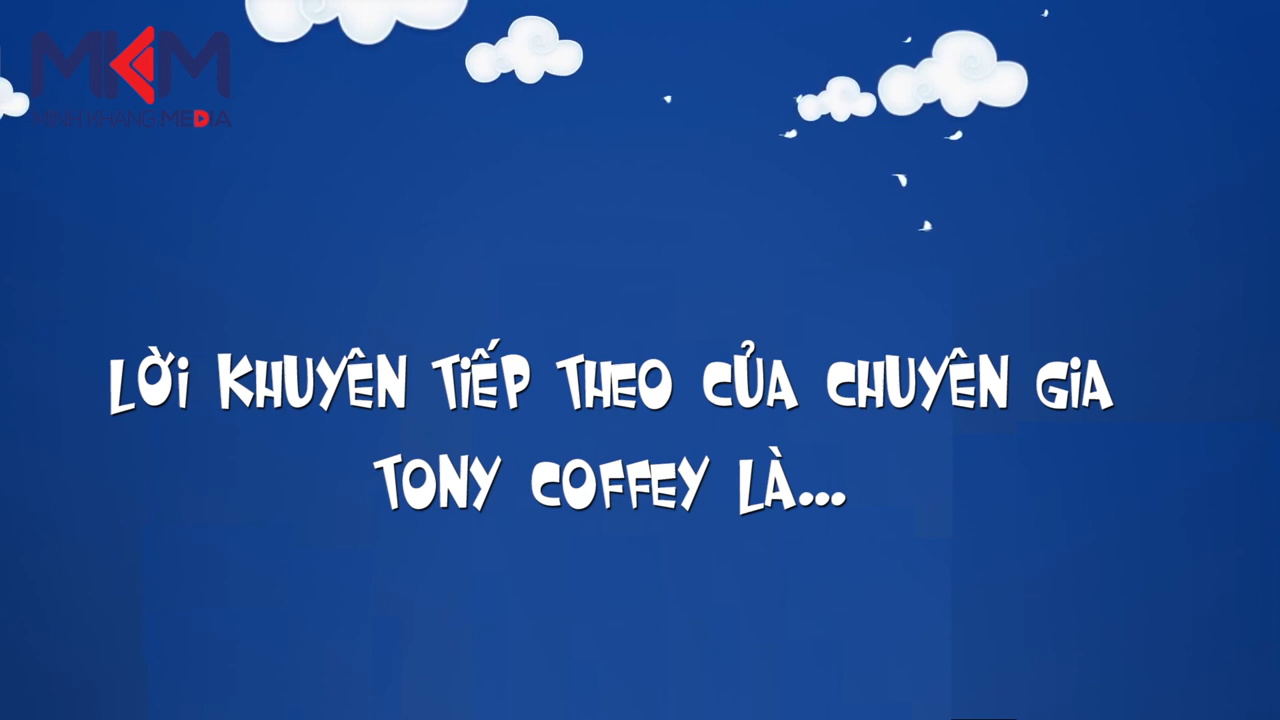 MKM
MINH KHANG MEDIA
LỜi KHUYÊN TiẾP THEO CỦA CHUYÊN GiA
TONY COFFEY LÀ...